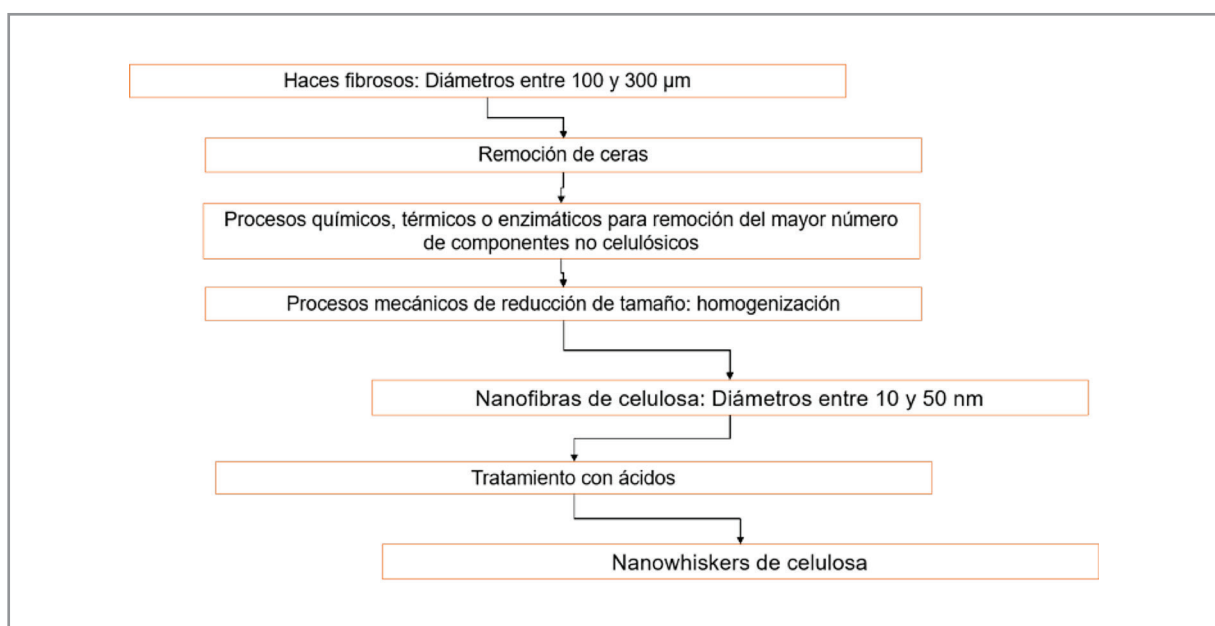 Haces fibrosos: Diámetros entre 100 y 300 µm
Remoción de ceras
Procesos químicos, térmicos o enzimáticos para remoción del mayor número
de componentes no celulósicos
Procesos mecánicos de reducción de tamaño: homogenización
Nanofibras de celulosa: Diámetros entre 10 y 50 nm
Tratamiento con ácidos
Nanowhiskers de celulosa